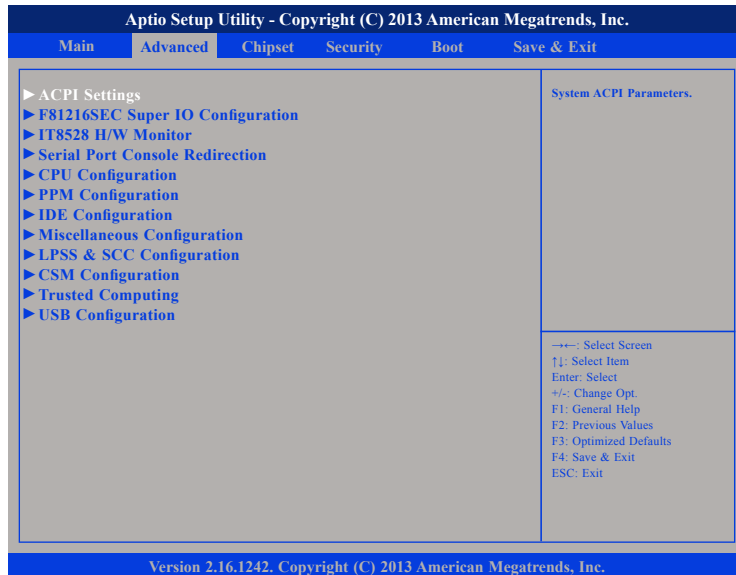 Aptio Setup Utility - Copyright (C) 2013 American Megatrends, Inc.
Main Advanced Chipset Security Boot Save & Exit
►ACPI Settings
►F81216SEC Super IO Configuration
►IT8528 H/W Monitor
►Serial Port Console Redirection
►CPU Configuration
►PPM Configuration
►IDE Configuration
►Miscellaneous Configuration
►LPSS & SCC Configuration
►CSM Configuration
►Trusted Computing
►USB Configuration
System ACPI Parameters.
→←: Select Screen
↑↓: Select Item
Enter: Select
+/-: Change Opt.
F1: General Help
F2: Previous Values
F3: Optimized Defaults
F4: Save & Exit
ESC: Exit
Version 2.16.1242. Copyright (C) 2013 American Megatrends, Inc.